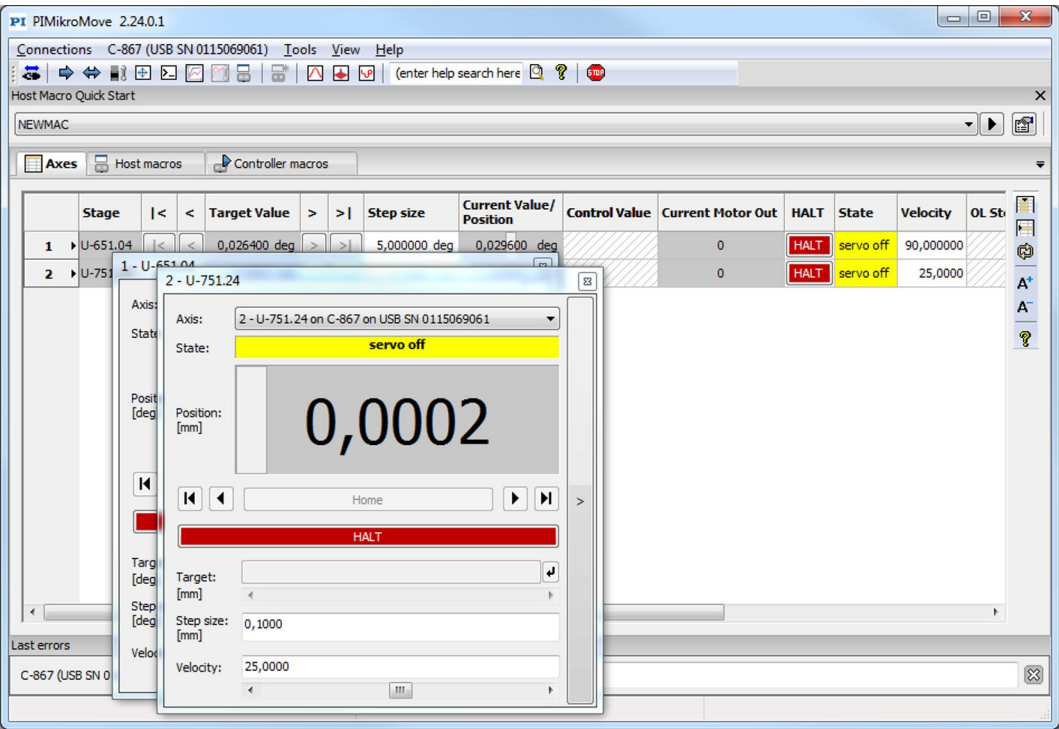 PI PIMikroMove 2.24.0.1
Connections C-867 (USB SN 0115069061) Tools View Help
(enter help search here ? STOP
Host Macro Quick Start
NEWMAC
Axes Host macros Controller macros
Stage |< < Target Value > >| Step size Current Value/ Position Control Value Current Motor Out HALT State Velocity OL St
1 U-651.04 |< < 0,026400 deg > >| 5,000000 deg 0,029600 deg 0 HALT servo off 90,000000
2 U-751 0 HALT servo off 25,0000
A+
A-
?
1 - U-651.04
Axis:
State
Posit
[deg
Targ
[deg
Step
[deg
Veloc
2 - U-751.24
Axis: 2 - U-751.24 on C-867 on USB SN 0115069061
State: servo off
Position:
[mm]
0,0002
Home
>
HALT
Target:
[mm]
Step size:
[mm]
0,1000
Velocity: 25,0000
Last errors
C-867 (USB SN 0